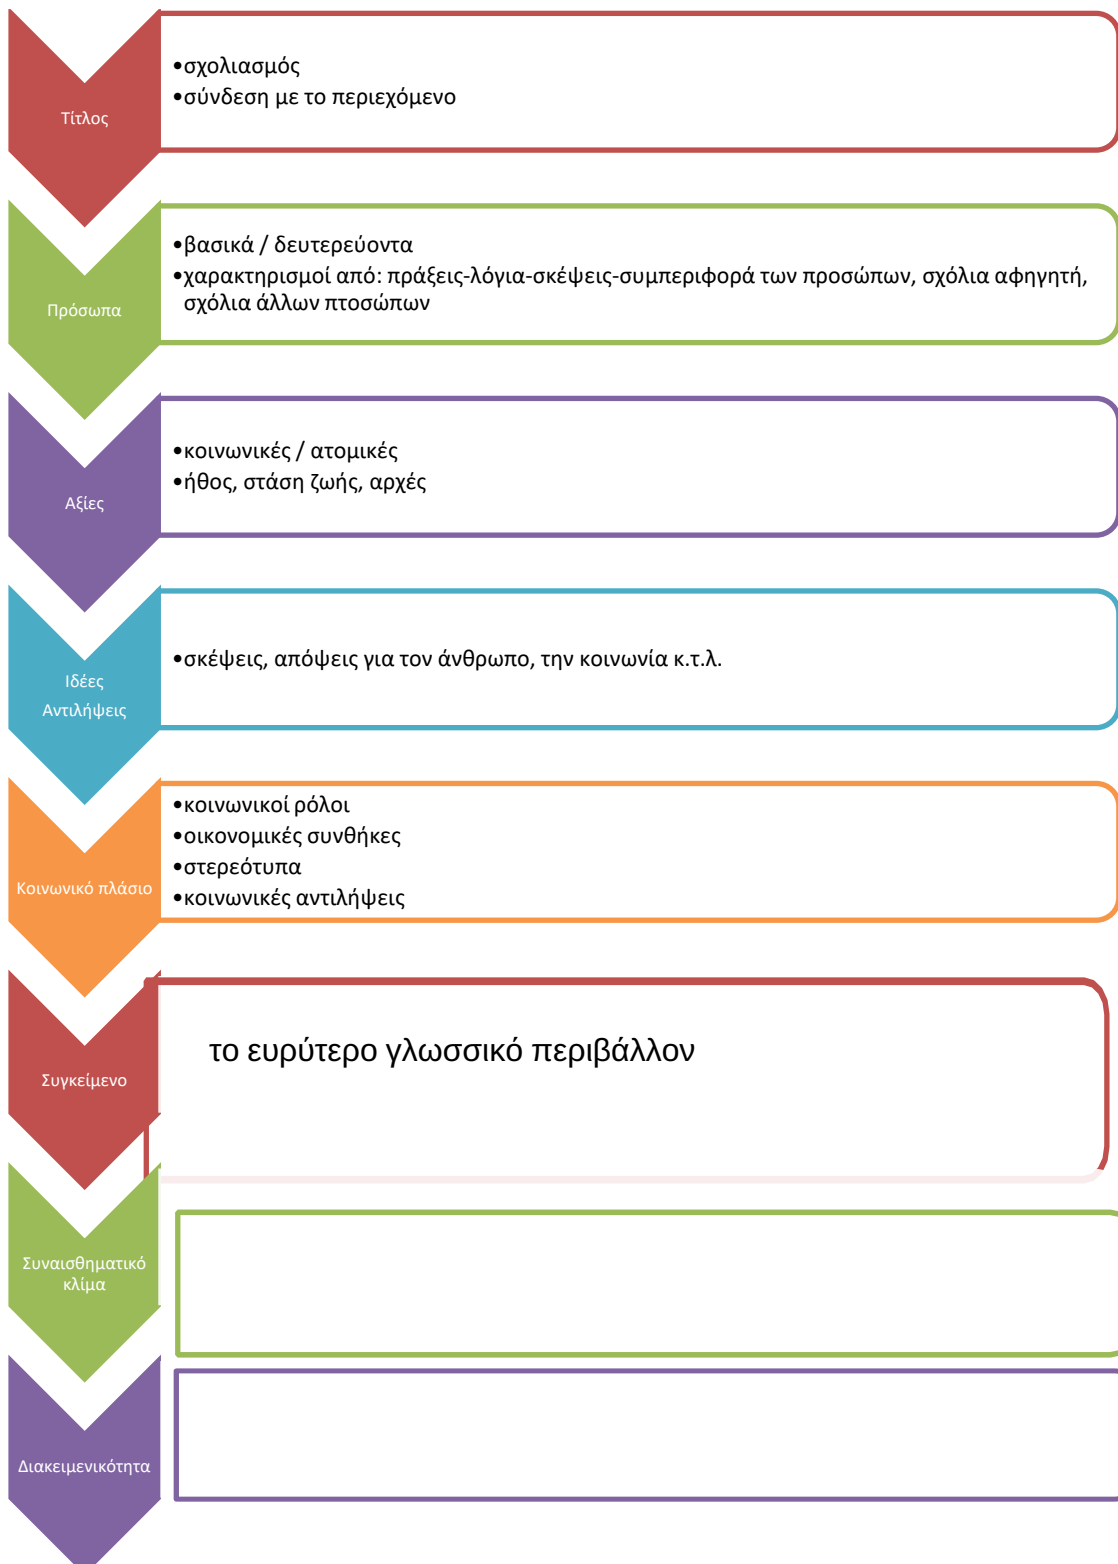 Τίτλος
•σχολιασμός
•σύνδεση με το περιεχόμενο
Πρόσωπα
•βασικά / δευτερεύοντα
•χαρακτηρισμοί από: πράξεις-λόγια-σκέψεις-συμπεριφορά των προσώπων, σχόλια αφηγητή,
σχόλια άλλων πτοσώπων
Αξίες
•κοινωνικές / ατομικές
•ήθος, στάση ζωής, αρχές
Ιδέες
Αντιλήψεις
•σκέψεις, απόψεις για τον άνθρωπο, την κοινωνία κ.τ.λ.
Κοινωνικό πλάσιο
•κοινωνικοί ρόλοι
•οικονομικές συνθήκες
•στερεότυπα
•κοινωνικές αντιλήψεις
Συγκείμενο
το ευρύτερο γλωσσικό περιβάλλον
Συναισθηματικό
κλίμα
Διακειμενικότητα